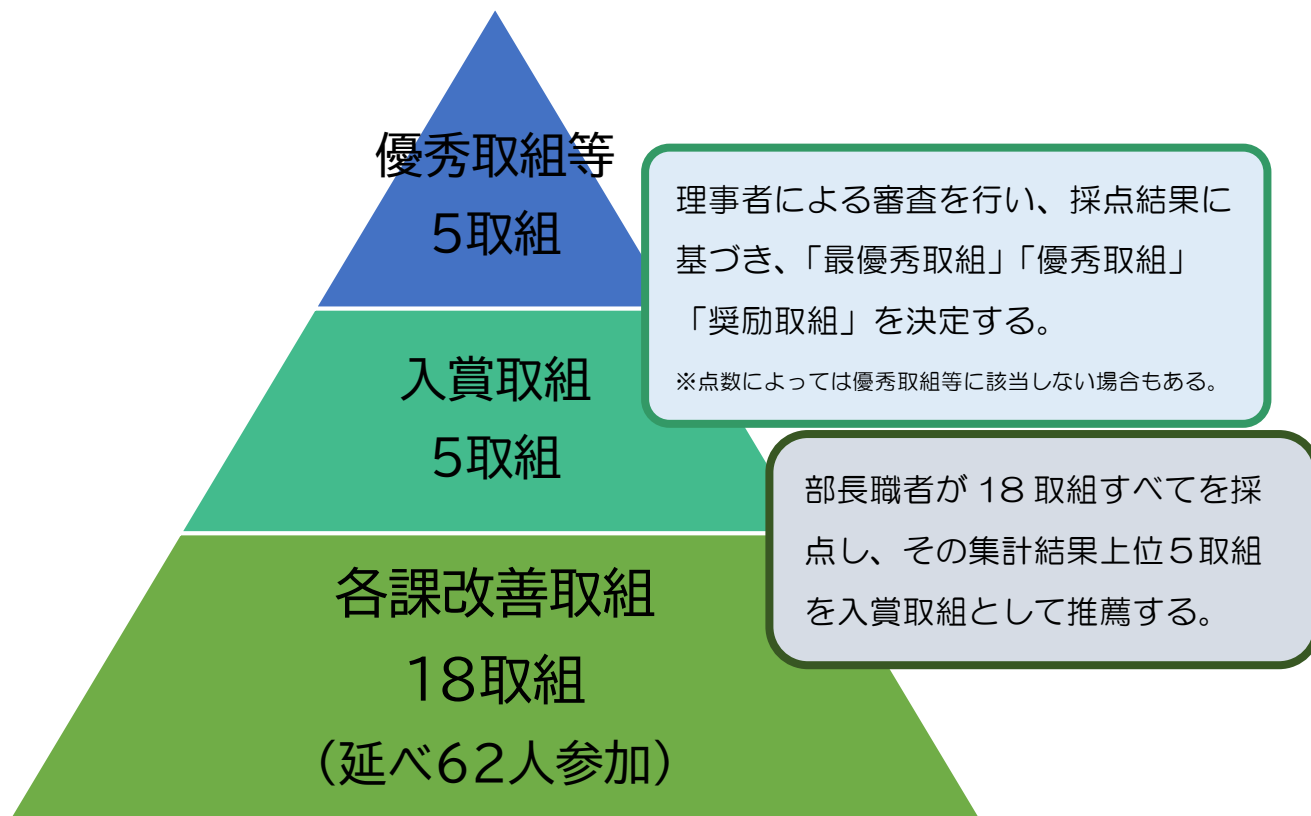 優秀取組等
5取組
理事者による審査を行い、採点結果に
基づき、「最優秀取組」「優秀取組」
「奨励取組」を決定する。
※点数によっては優秀取組等に該当しない場合もある。
入賞取組
5取組
部長職者が 18 取組すべてを採
点し、その集計結果上位５取組
を入賞取組として推薦する。
各課改善取組
18取組
（延べ62人参加）